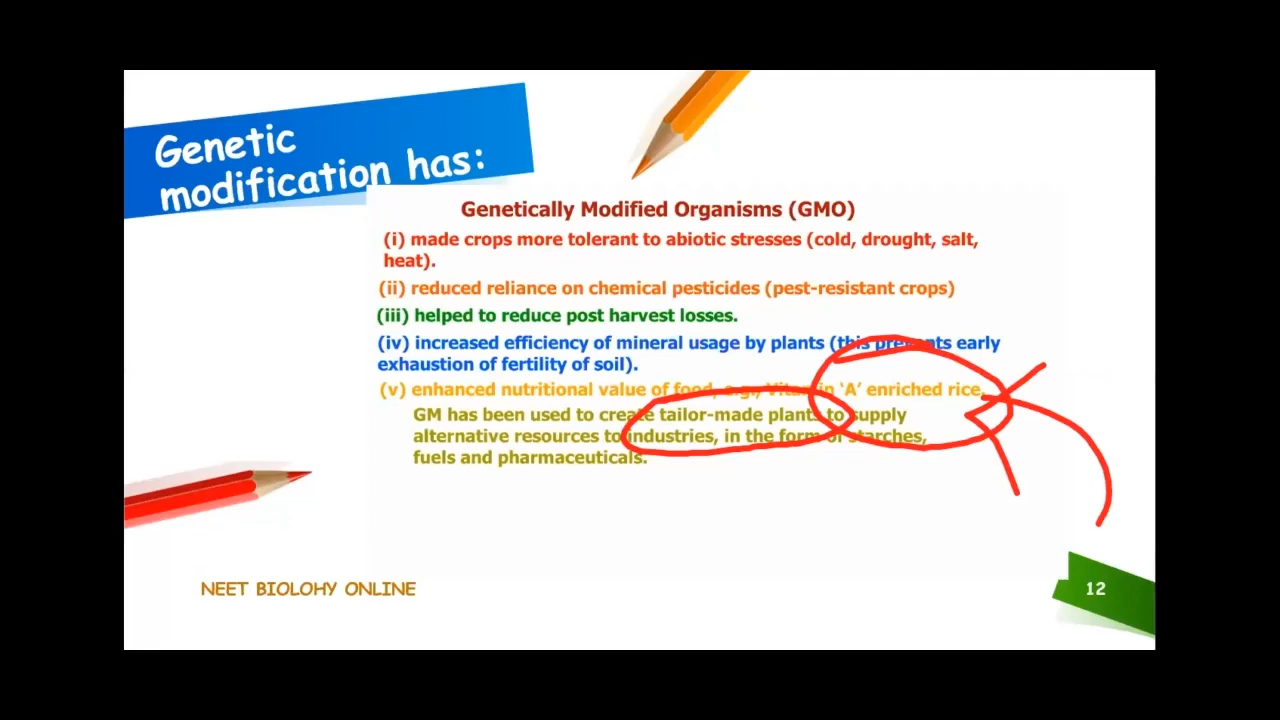 Genetic
modification has:
Genetically Modified Organisms (GMO)
(i) made crops more tolerant to abiotic stresses (cold, drought, salt,
heat).
(ii) reduced reliance on chemical pesticides (pest-resistant crops)
(iii) helped to reduce post harvest losses.
(iv) increased efficiency of mineral usage by plants (this prevents early
exhaustion of fertility of soil).
(v) enhanced nutritional value of food, e.g., Vitamin ‘A’ enriched rice.
GM has been used to create tailor-made plants to supply
alternative resources to industries, in the form of starches,
fuels and pharmaceuticals.
NEET BIOLOHY ONLINE
12